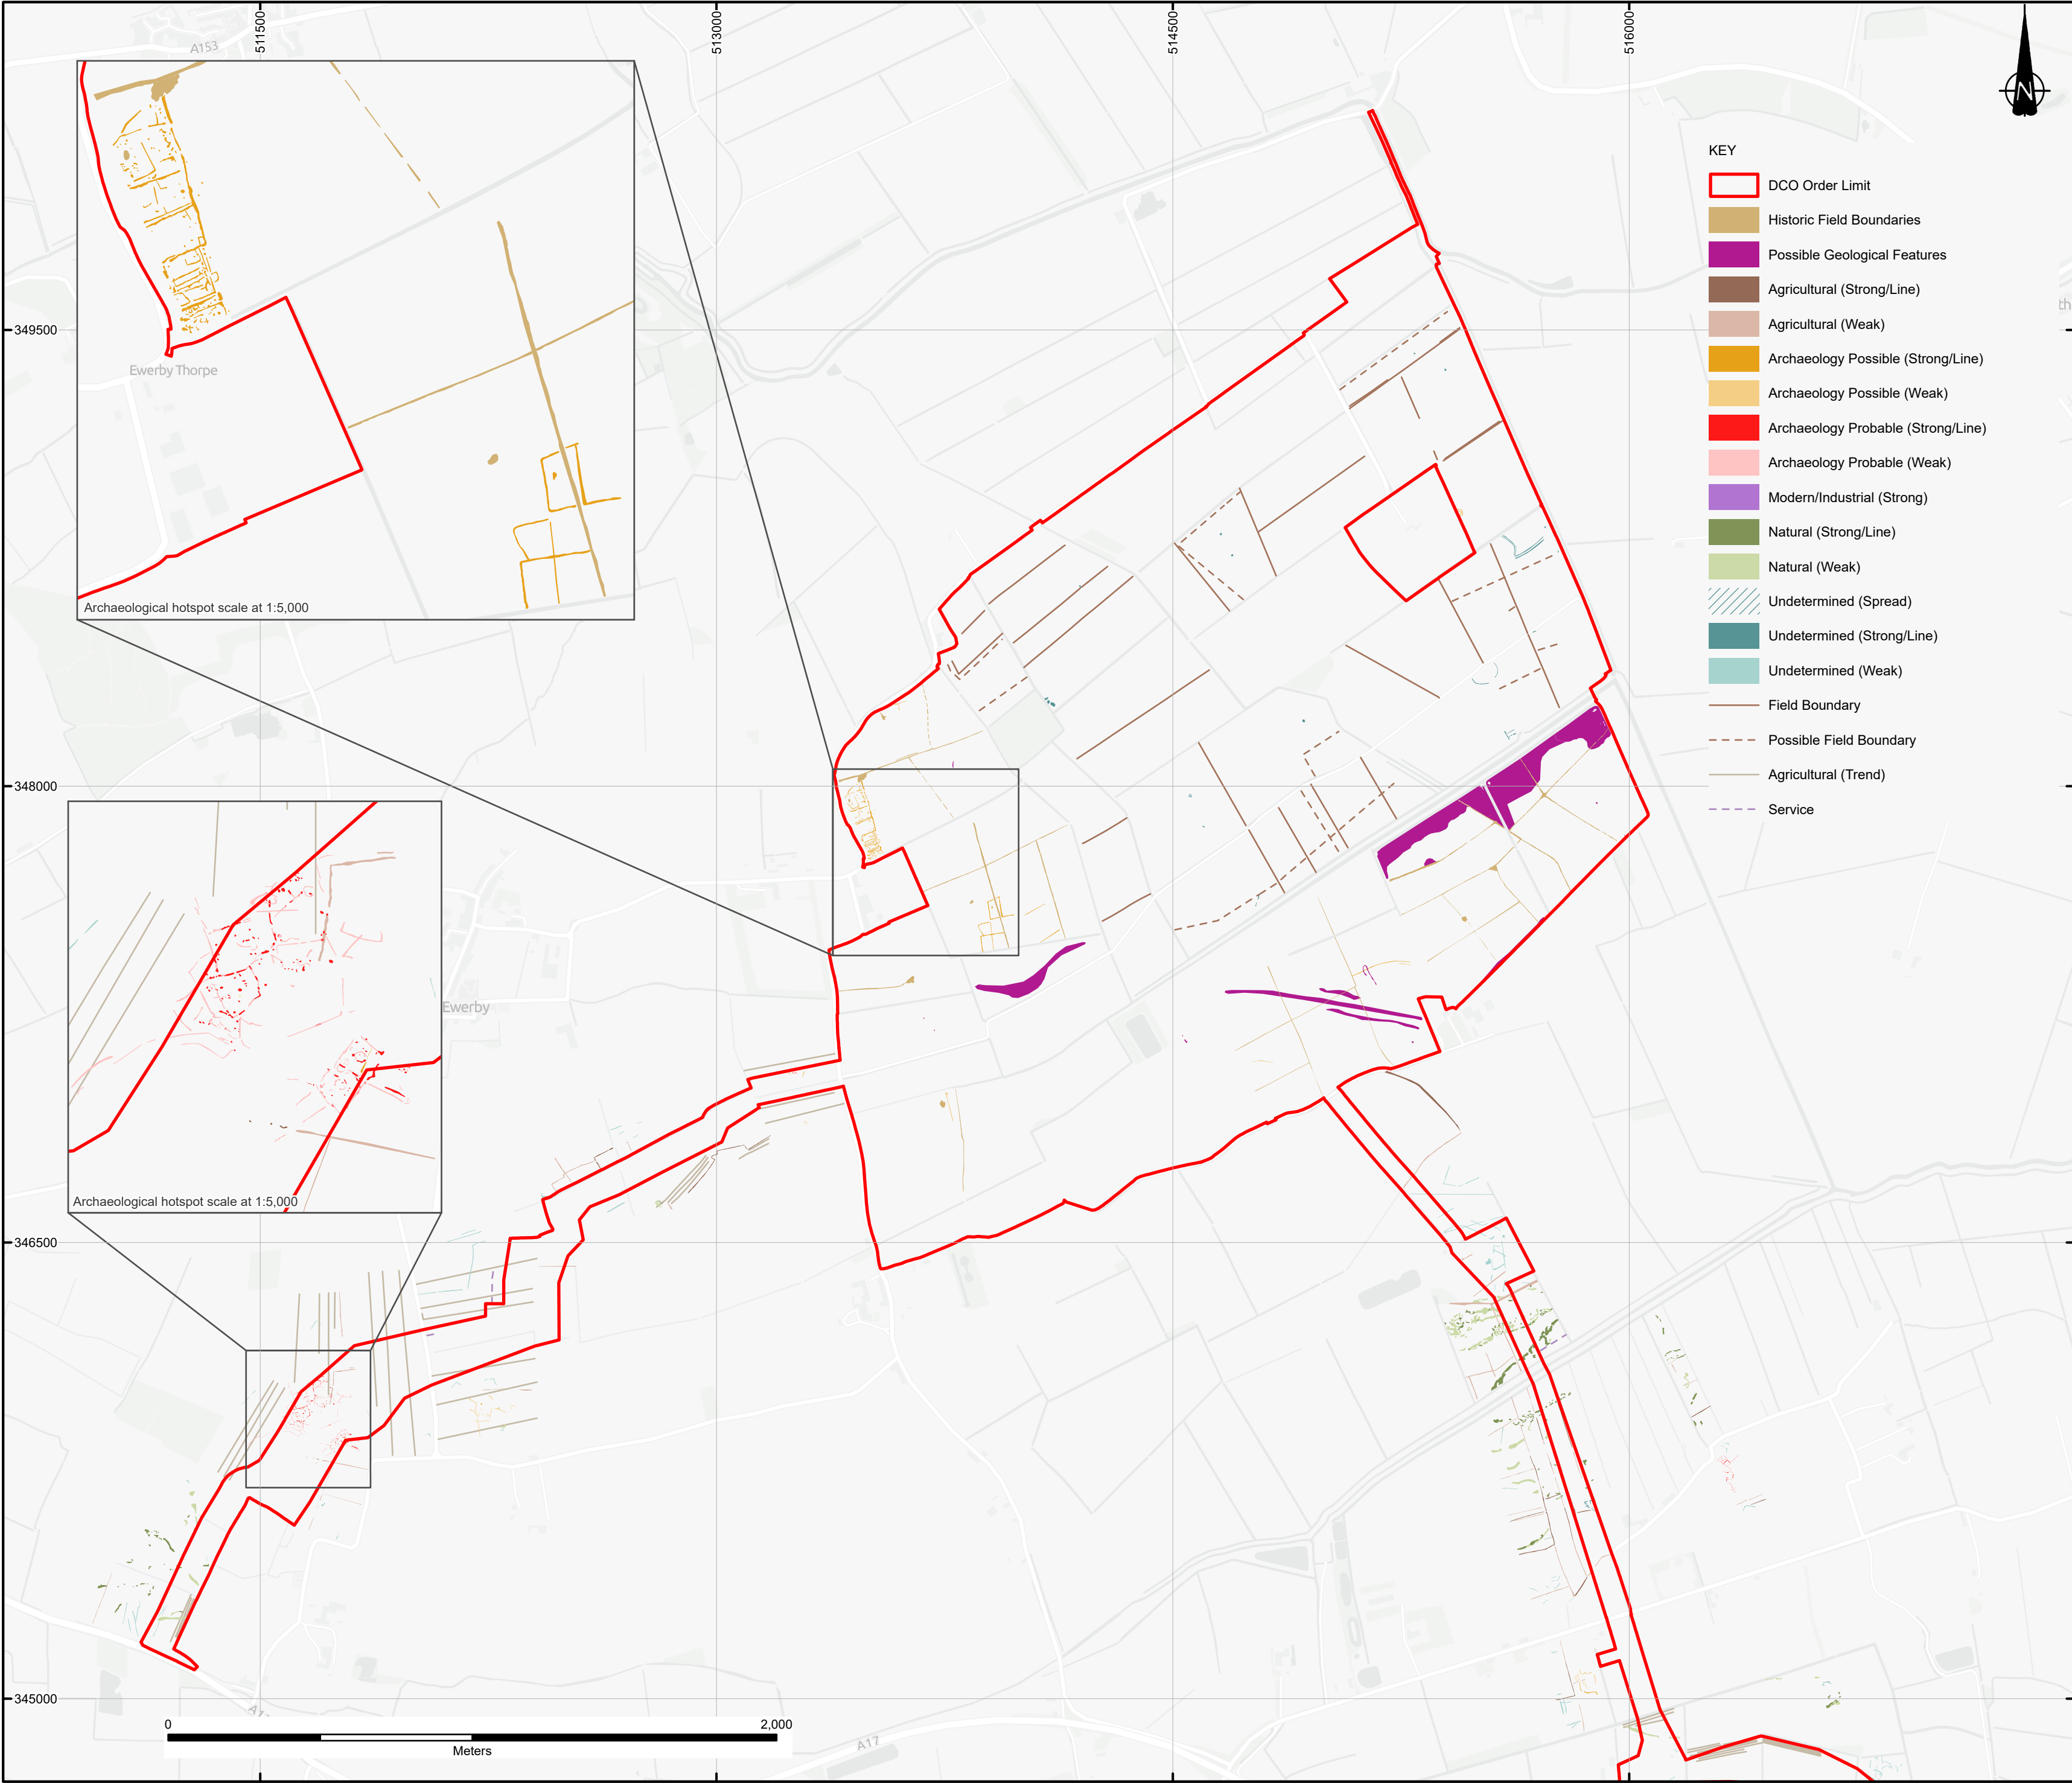 511500
513000
514500
516000
A153
N
KEY
DCO Order Limit
Historic Field Boundaries
Possible Geological Features
Agricultural (Strong/Line)
Agricultural (Weak)
Archaeology Possible (Strong/Line)
Archaeology Possible (Weak)
Archaeology Probable (Strong/Line)
Archaeology Probable (Weak)
Modern/Industrial (Strong)
Natural (Strong/Line)
Natural (Weak)
Undetermined (Spread)
Undetermined (Strong/Line)
Undetermined (Weak)
Field Boundary
Possible Field Boundary
Agricultural (Trend)
Service
349500
Ewerby Thorpe
Archaeological hotspot scale at 1:5,000
348000
Ewerby
Archaeological hotspot scale at 1:5,000
346500
345000
0
2,000
Meters
A17